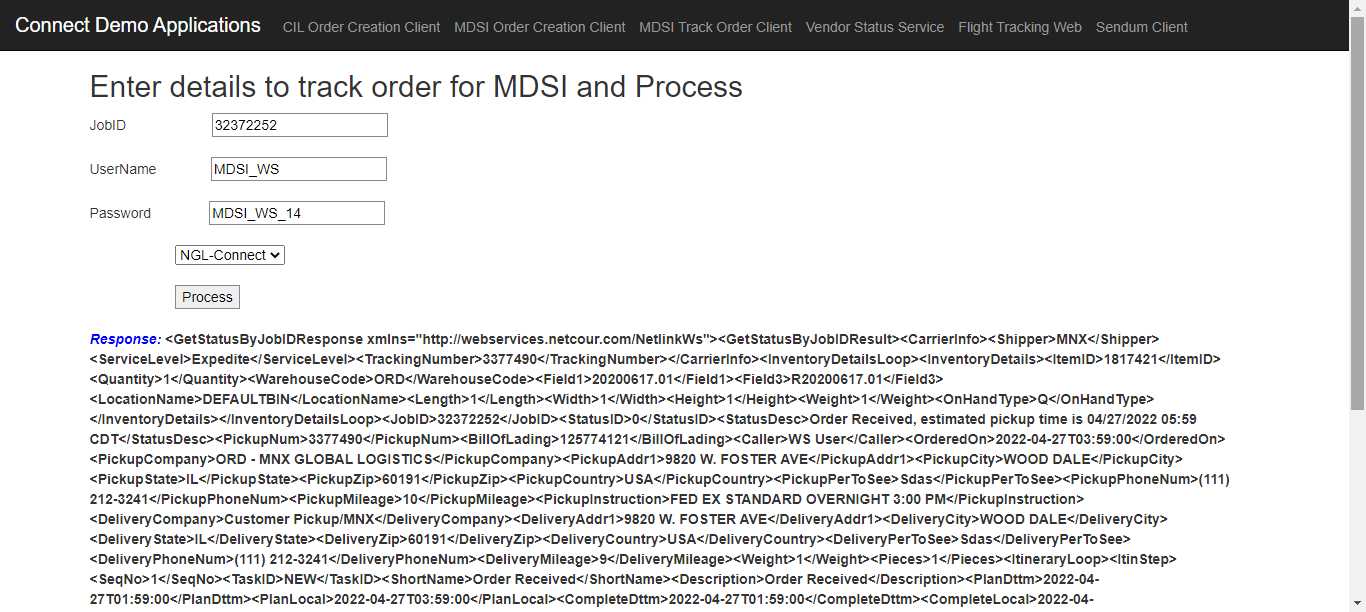 Connect Demo Applications CIL Order Creation Client MDSI Order Creation Client MDSI Track Order Client Vendor Status Service Flight Tracking Web Sendum Client
Enter details to track order for MDSI and Process
JobID 32372252
UserName MDSI_WS
Password MDSI_WS_14
NGL-Connect
Process
Response: <GetStatusByJobIDResponse xmlns="http://webservices.netcour.com/NetlinkWs"><GetStatusByJobIDResult><CarrierInfo><Shipper>MNX</Shipper>
<ServiceLevel>Expedite</ServiceLevel><TrackingNumber>3377490</TrackingNumber></CarrierInfo><InventoryDetailsLoop><InventoryDetails><ItemID>1817421</ItemID>
<Quantity>1</Quantity><WarehouseCode>ORD</WarehouseCode><Field1>20200617.01</Field1><Field3>R20200617.01</Field3>
<LocationName>DEFAULTBIN</LocationName><Length>1</Length><Width>1</Width><Height>1</Height><Weight>1</Weight><OnHandType>Q</OnHandType>
</InventoryDetails></InventoryDetailsLoop><JobID>32372252</JobID><StatusID>0</StatusID><StatusDesc>Order Received, estimated pickup time is 04/27/2022 05:59
CDT</StatusDesc><PickupNum>3377490</PickupNum><BillOfLading>125774121</BillOfLading><Caller>WS User</Caller><OrderedOn>2022-04-27T03:59:00</OrderedOn>
<PickupCompany>ORD - MNX GLOBAL LOGISTICS</PickupCompany><PickupAddr1>9820 W. FOSTER AVE</PickupAddr1><PickupCity>WOOD DALE</PickupCity>
<PickupState>IL</PickupState><PickupZip>60191</PickupZip><PickupCountry>USA</PickupCountry><PickupPerToSee>Sdas</PickupPerToSee><PickupPhoneNum>(111)
212-3241</PickupPhoneNum><PickupMileage>10</PickupMileage><PickupInstruction>FED EX STANDARD OVERNIGHT 3:00 PM</PickupInstruction>
<DeliveryCompany>Customer Pickup/MNX</DeliveryCompany><DeliveryAddr1>9820 W. FOSTER AVE</DeliveryAddr1><DeliveryCity>WOOD DALE</DeliveryCity>
<DeliveryState>IL</DeliveryState><DeliveryZip>60191</DeliveryZip><DeliveryCountry>USA</DeliveryCountry><DeliveryPerToSee>Sdas</DeliveryPerToSee>
<DeliveryPhoneNum>(111) 212-3241</DeliveryPhoneNum><DeliveryMileage>9</DeliveryMileage><Weight>1</Weight><Pieces>1</Pieces><ItineraryLoop><ItinStep>
<SeqNo>1</SeqNo><TaskID>NEW</TaskID><ShortName>Order Received</ShortName><Description>Order Received</Description><PlanDttm>2022-04-
27T01:59:00</PlanDttm><PlanLocal>2022-04-27T03:59:00</PlanLocal><CompleteDttm>2022-04-27T01:59:00</CompleteDttm><CompleteLocal>2022-04-